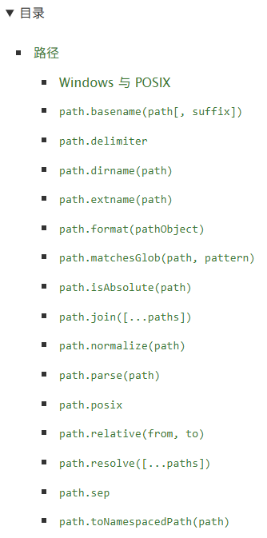 目录
路径
Windows 与 POSIX
path.basename(path[, suffix])
path.delimiter
path.dirname(path)
path.extname(path)
path.format(pathObject)
path.matchesGlob(path, pattern)
path.isAbsolute(path)
path.join([...paths])
path.normalize(path)
path.parse(path)
path.posix
path.relative(from, to)
path.resolve([...paths])
path.sep
path.toNamespacedPath(path)